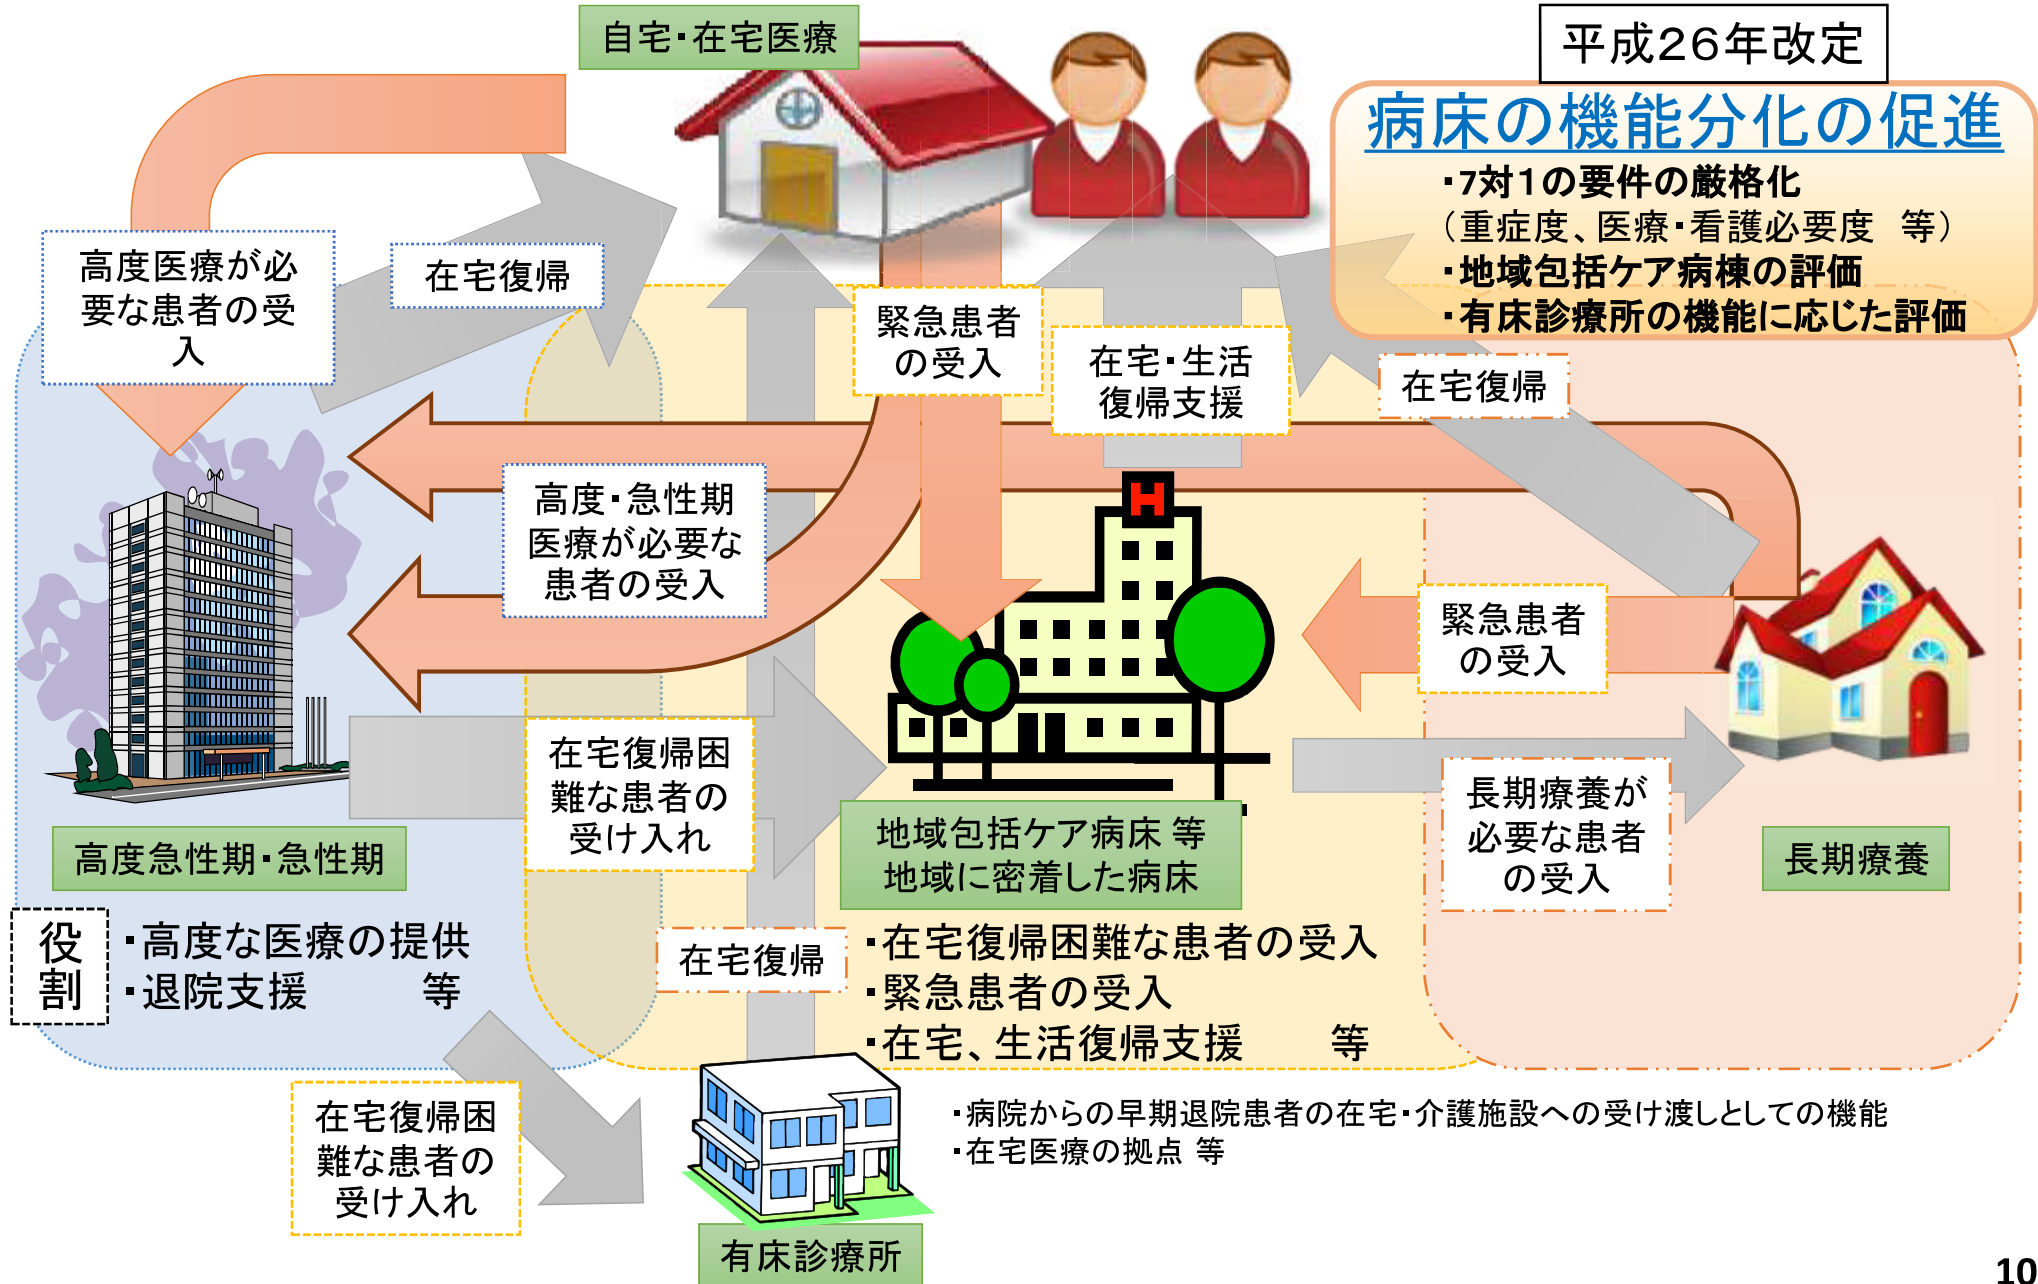 自宅・在宅医療
平成26年改定
病床の機能分化の促進
・7対1の要件の厳格化
（重症度、医療・看護必要度　等）
・地域包括ケア病棟の評価
・有床診療所の機能に応じた評価
高度医療が必
要な患者の受
入
在宅復帰
緊急患者
の受入
在宅・生活
復帰支援
在宅復帰
高度・急性期
医療が必要な
患者の受入
H
緊急患者
の受入
在宅復帰困
難な患者の
受け入れ
長期療養が
必要な患者
の受入
高度急性期・急性期
地域包括ケア病床 等
地域に密着した病床
長期療養
役
割
・高度な医療の提供
・退院支援　　　等
在宅復帰
・在宅復帰困難な患者の受入
・緊急患者の受入
・在宅、生活復帰支援　　等
在宅復帰困
難な患者の
受け入れ
・病院からの早期退院患者の在宅・介護施設への受け渡しとしての機能
・在宅医療の拠点 等
有床診療所
10